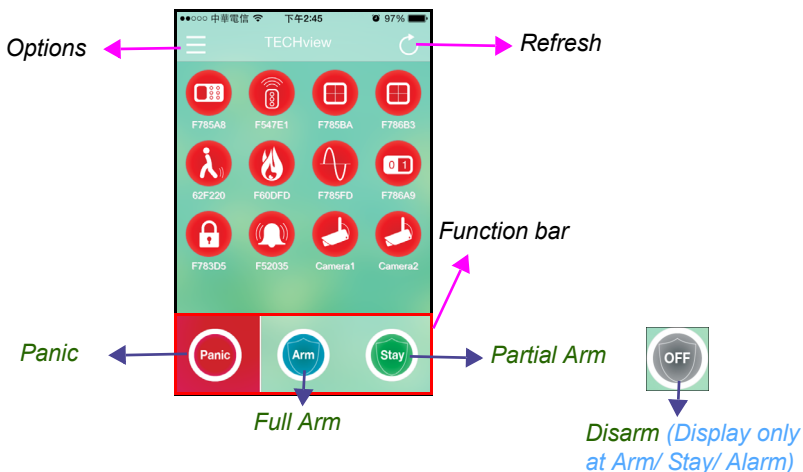 ●●○○○ 中華電信 下午2:45 97%
TECHview
Options
Refresh
F785A8 F547E1 F785BA F786B3
0 1
62F220 F60DFD F785FD F786A9
F783D5 F52035 Camera1 Camera2
Function bar
Panic
Panic
Arm
Stay
Partial Arm
OFF
Full Arm
Disarm (Display only
at Arm/ Stay/ Alarm)